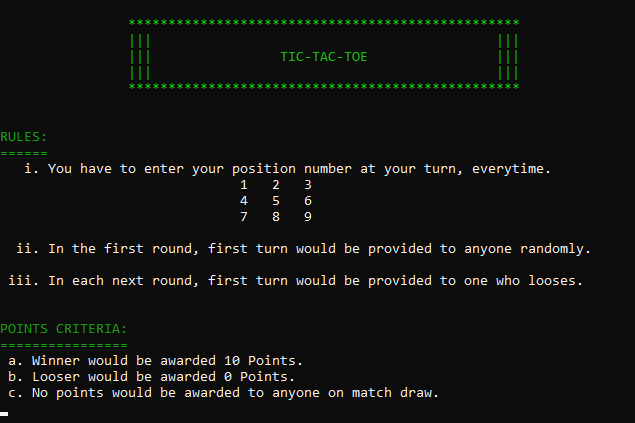 *************************************************
||| |||
||| TIC-TAC-TOE |||
||| |||
*************************************************
RULES:
======
i. You have to enter your position number at your turn, everytime.
1 2 3
4 5 6
7 8 9
ii. In the first round, first turn would be provided to anyone randomly.
iii. In each next round, first turn would be provided to one who looses.
POINTS CRITERIA:
================
a. Winner would be awarded 10 Points.
b. Looser would be awarded 0 Points.
c. No points would be awarded to anyone on match draw.